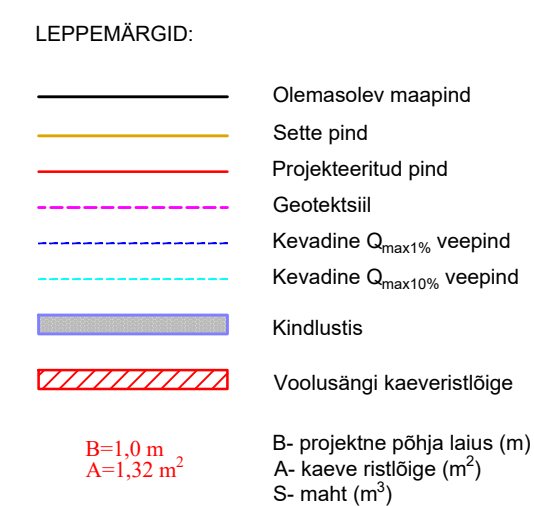 LEPPEMÄRGID:
Olemasolev maapind
Sette pind
Projekteeritud pind
Geotektsiil
Kevadine Qmax1% veepind
Kevadine Qmax10% veepind
Kindlustis
Voolusängi kaeveristlõige
B=1,0 m
A=1,32 m²
B- projektne põhja laius (m)
A- kaeve ristlõige (m²)
S- maht (m³)